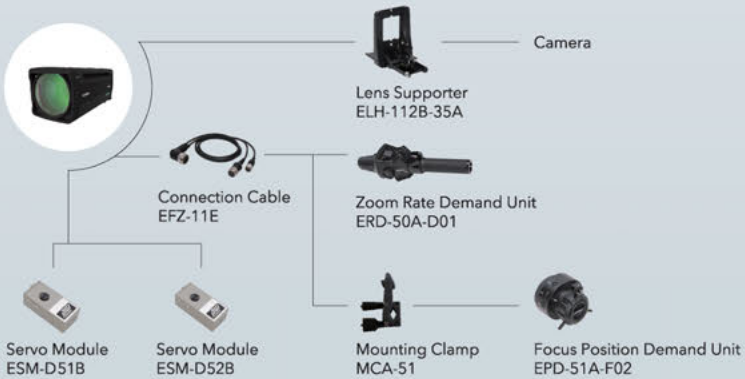 Camera
Lens Supporter
ELH-112B-35A
Connection Cable
EFZ-11E
Zoom Rate Demand Unit
ERD-50A-D01
Servo Module
ESM-D51B
Servo Module
ESM-D52B
Mounting Clamp
MCA-51
Focus Position Demand Unit
EPD-51A-F02